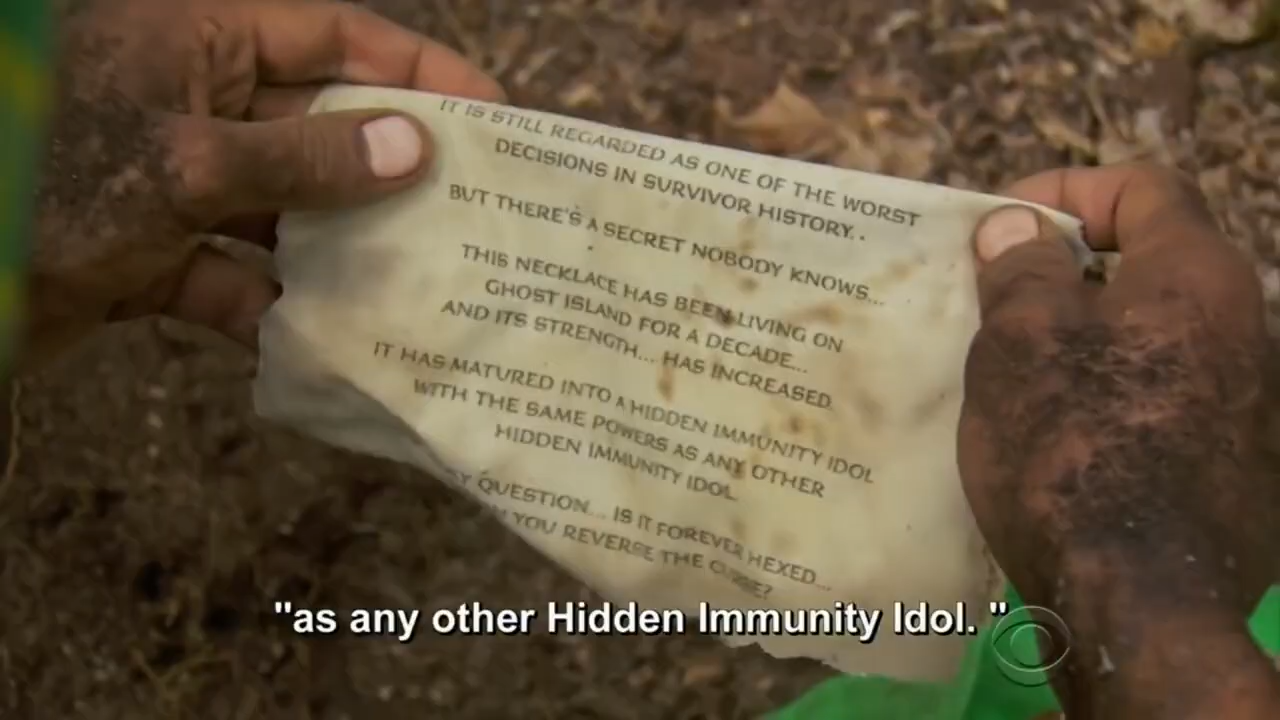 IT IS STILL REGARDED AS ONE OF THE WORST
DECISIONS IN SURVIVOR HISTORY..
BUT THERE'S A SECRET NOBODY KNOWS...
THIS NECKLACE HAS BEEN LIVING ON
GHOST ISLAND FOR A DECADE...
AND ITS STRENGTH... HAS INCREASED.
IT HAS MATURED INTO A HIDDEN IMMUNITY IDOL
WITH THE SAME POWERS AS ANY OTHER
HIDDEN IMMUNITY IDOL.
QUESTION... IS IT FOREVER HEXED...
YOU REVERSE THE CURSE?
"as any other Hidden Immunity Idol. "